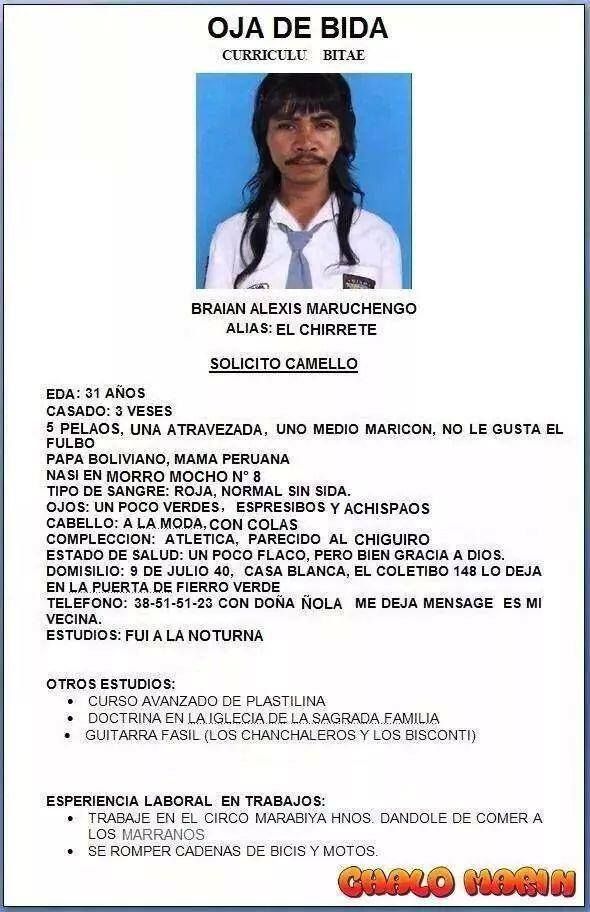 OJA DE BIDA
CURRICULU BITAE
BRAIAN ALEXIS MARUCHENGO
ALIAS: EL CHIRRETE
SOLICITO CAMELLO
EDA: 31 AÑOS
CASADO: 3 VESES
5 PELAOS, UNA ATRAVEZADA, UNO MEDIO MARICON, NO LE GUSTA EL
FULBO
PAPA BOLIVIANO, MAMA PERUANA
NASI EN MORRO MOCHO N° 8
TIPO DE SANGRE: ROJA, NORMAL SIN SIDA.
OJOS: UN POCO VERDES, ESPRESIBOS Y ACHISPAOS
CABELLO: A LA MODA, CON COLAS
COMPLECCION: ATLETICA, PARECIDO AL CHIGUIRO
ESTADO DE SALUD: UN POCO FLACO, PERO BIEN GRACIA A DIOS.
DOMISILIO: 9 DE JULIO 40, CASA BLANCA, EL COLETIBO 148 LO DEJA
EN LA PUERTA DE FIERRO VERDE
TELEFONO: 38-51-51-23 CON DOÑA ÑOLA ME DEJA MENSAGE ES MI
VECINA.
ESTUDIOS: FUI A LA NOTURNA
OTROS ESTUDIOS:
• CURSO AVANZADO DE PLASTILINA
• DOCTRINA EN LA IGLECIA DE LA SAGRADA FAMILIA
• GUITARRA FASIL (LOS CHANCHALEROS Y LOS BISCONTI)
ESPERIENCIA LABORAL EN TRABAJOS:
• TRABAJE EN EL CIRCO MARABIYA HNOS. DANDOLE DE COMER A
LOS MARRANOS
• SE ROMPER CADENAS DE BICIS Y MOTOS.
CHALO MARIN